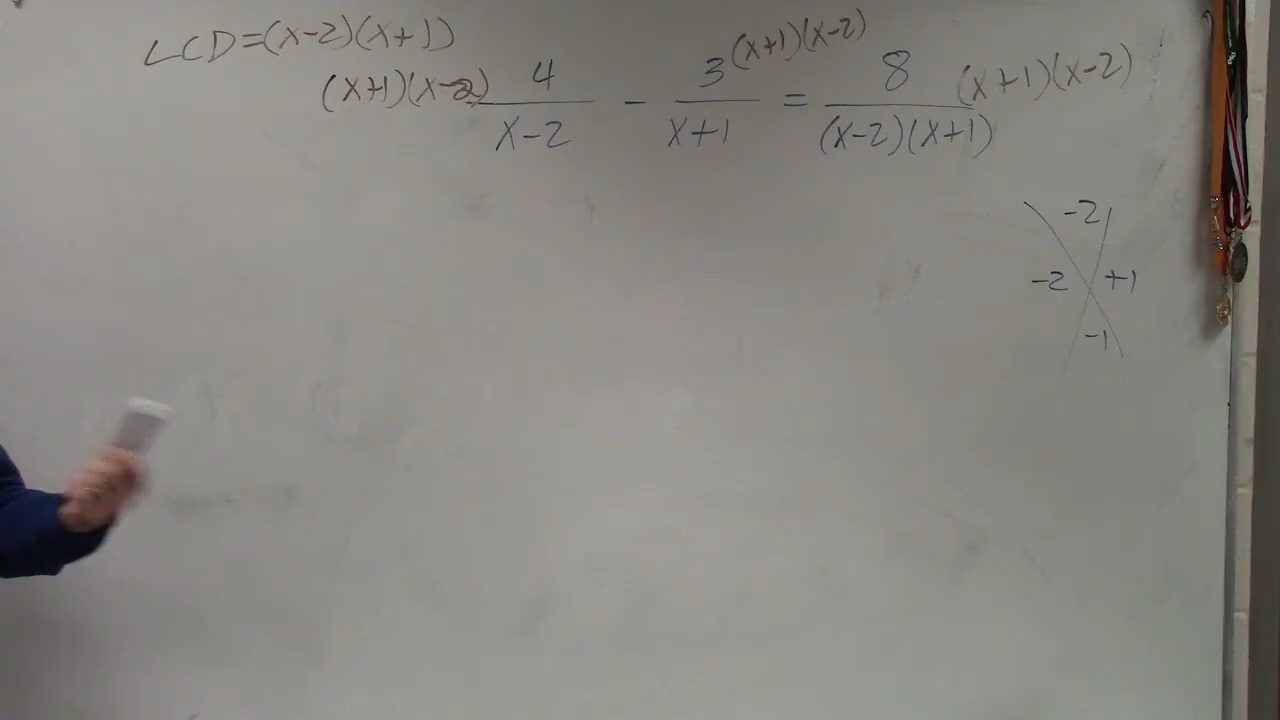 LCD=(x-2)(x+1)
(x+1)(x-2) 4/(x-2) - 3/(x+1) (x+1)(x-2) = 8/((x-2)(x+1)) (x+1)(x-2)
-2
-2 +1
-1